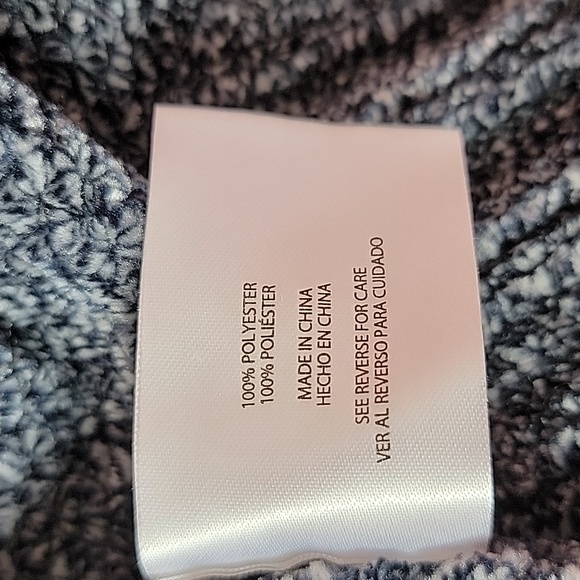 100% POLYESTER
100% POLIÉSTER
MADE IN CHINA
HECHO EN CHINA
SEE REVERSE FOR CARE
VER AL REVERSO PARA CUIDADO